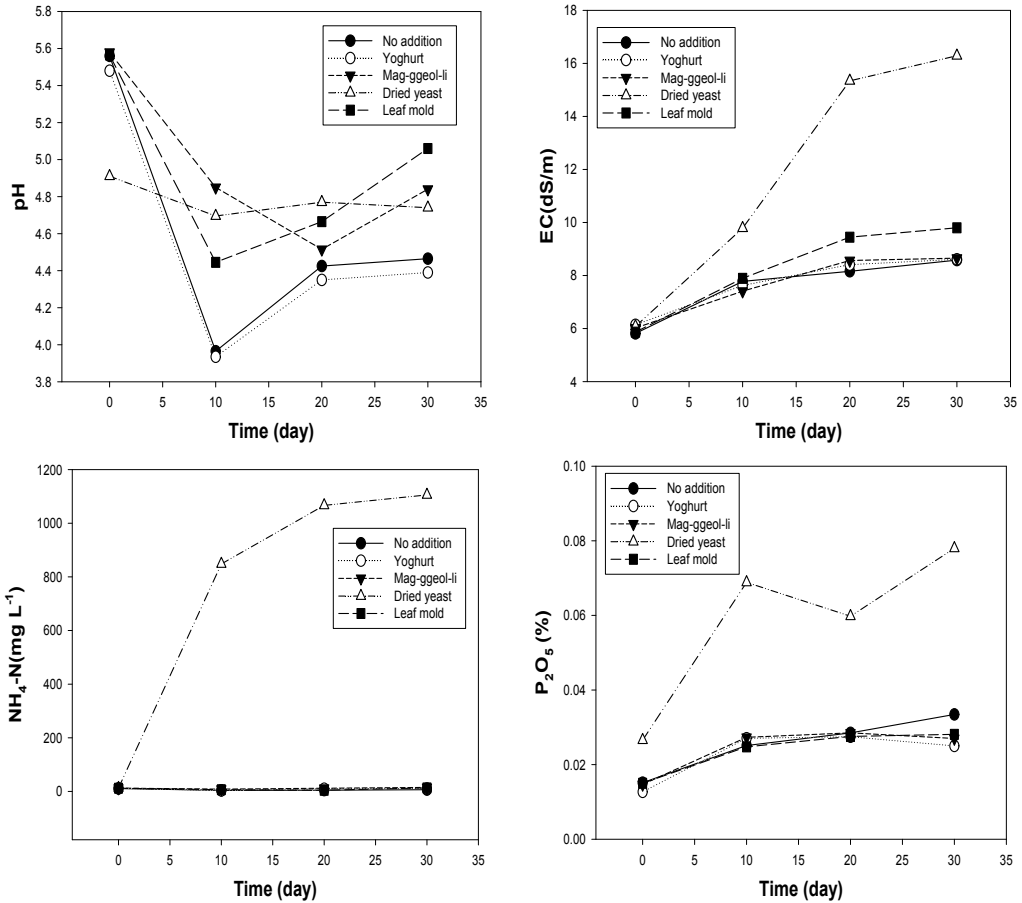 5.8
5.6
5.4
5.2
5.0
4.8
4.6
4.4
4.2
4.0
3.8
pH
0 5 10 15 20 25 30 35
Time (day)
No addition
Yoghurt
Mag-ggeol-li
Dried yeast
Leaf mold
18
16
14
12
10
8
6
4
EC(dS/m)
0 5 10 15 20 25 30 35
Time (day)
No addition
Yoghurt
Mag-ggeol-li
Dried yeast
Leaf mold
1200
1000
800
600
400
200
0
NH₄-N(mg L⁻¹)
0 5 10 15 20 25 30 35
Time (day)
No addition
Yoghurt
Mag-ggeol-li
Dried yeast
Leaf mold
0.10
0.08
0.06
0.04
0.02
0.00
P₂O₅ (%)
0 5 10 15 20 25 30 35
Time (day)
No addition
Yoghurt
Mag-ggeol-li
Dried yeast
Leaf mold